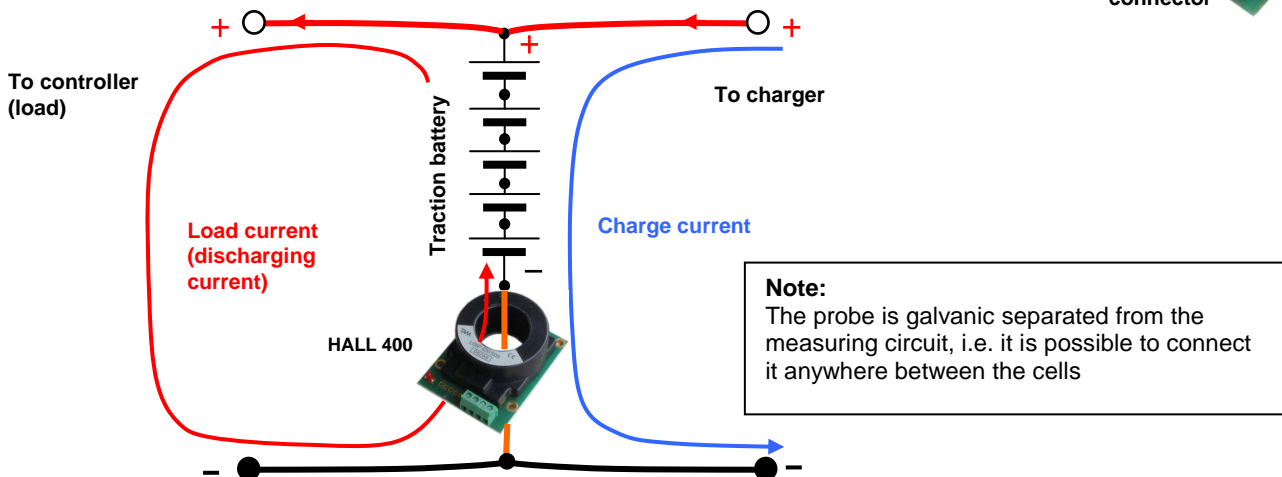 connector
+
+
+
To controller
(load)
To charger
Traction battery
Load current
(discharging
current)
Charge current
–
HALL 400
Note:
The probe is galvanic separated from the
measuring circuit, i.e. it is possible to connect
it anywhere between the cells
–
–